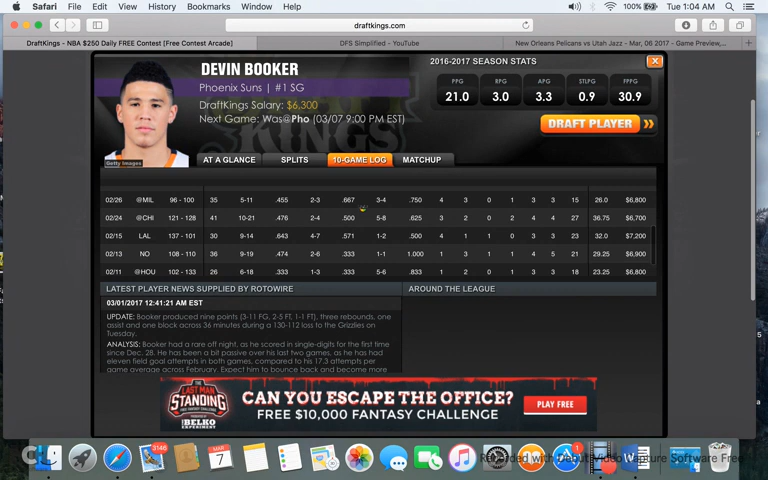 Safari File Edit View History Bookmarks Window Help 100% Tue 1:04 AM
draftkings.com
DraftKings - NBA $250 Daily FREE Contest [Free Contest Arcade] DFS Simplified - YouTube New Orleans Pelicans vs Utah Jazz - Mar, 06 2017 - Game Preview,...
DEVIN BOOKER
Phoenix Suns | #1 SG
DraftKings Salary: $6,300
Next Game: Was@Pho (03/07 9:00 PM EST)
Getty Images
2016-2017 SEASON STATS
PPG RPG APG STLPG FPPG
21.0 3.0 3.3 0.9 30.9
DRAFT PLAYER
AT A GLANCE SPLITS 10-GAME LOG MATCHUP
02/26 @MIL 96 - 100 35 5-11 .455 2-3 .667 3-4 .750 4 3 0 1 3 3 15 26.0 $6,800
02/24 @CHI 121 - 128 41 10-21 .476 2-4 .500 5-8 .625 3 2 0 2 4 4 27 36.75 $6,700
02/15 LAL 137 - 101 30 9-14 .643 4-7 .571 1-2 .500 4 1 1 0 3 3 23 32.0 $7,200
02/13 NO 108 - 110 36 9-19 .474 2-6 .333 1-1 1.000 1 3 1 1 4 5 21 29.25 $6,900
02/11 @HOU 102 - 133 26 6-18 .333 1-3 .333 5-6 .833 1 2 0 1 3 3 18 23.25 $6,800
LATEST PLAYER NEWS SUPPLIED BY ROTOWIRE
AROUND THE LEAGUE
03/01/2017 12:41:21 AM EST
UPDATE: Booker produced nine points (3-11 FG, 2-5 FT, 1-1 FT), three rebounds, one
assist and one block across 36 minutes during a 130-112 loss to the Grizzlies on
Tuesday.
ANALYSIS: Booker had a rare off night, as he scored in single-digits for the first time
since Dec. 28. He has been a bit passive over his last two games, as he has had
eleven field goal attempts in both games, compared to his 17.3 attempts per
game average across February. Expect him to bounce back and become more
THE LAST MAN STANDING
THE BELKO EXPERIMENT
CAN YOU ESCAPE THE OFFICE?
FREE $10,000 FANTASY CHALLENGE
PLAY FREE
3148
MAR
7
1
Recorded with Debut Video Capture Software Free